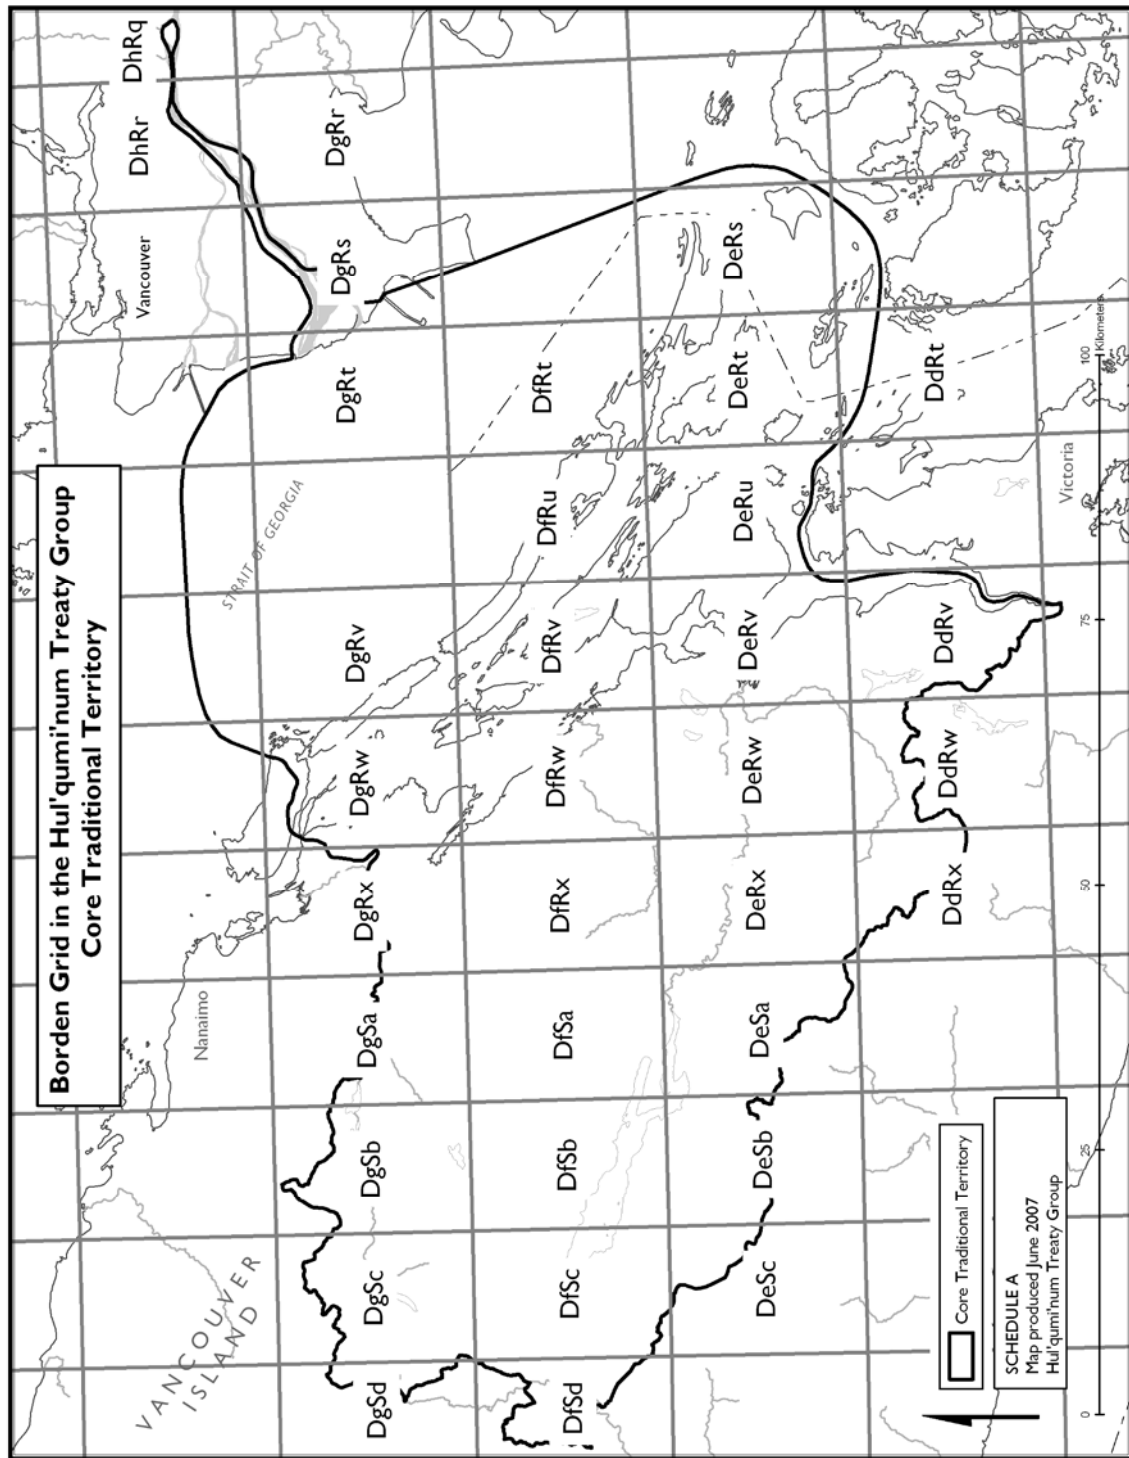 Borden Grid in the Hul'qumi'num Treaty Group
Core Traditional Territory
DhRr
DhRq
Vancouver
STRAIT OF GEORGIA
Nanaimo
VANCOUVER
ISLAND
DgSd
DgSc
DgSb
DgSa
DgRx
DgRw
DgRv
DgRt
DgRs
DgRr
DfSd
DfSc
DfSb
DfSa
DfRx
DfRw
DfRv
DfRu
DfRt
DeSc
DeSb
DeSa
DeRx
DeRw
DeRv
DeRu
DeRt
DeRs
DdRx
DdRw
DdRv
DdRt
Victoria
Core Traditional Territory
SCHEDULE A
Map produced June 2007
Hul'qumi'num Treaty Group
0
25
50
75
100
Kilometers